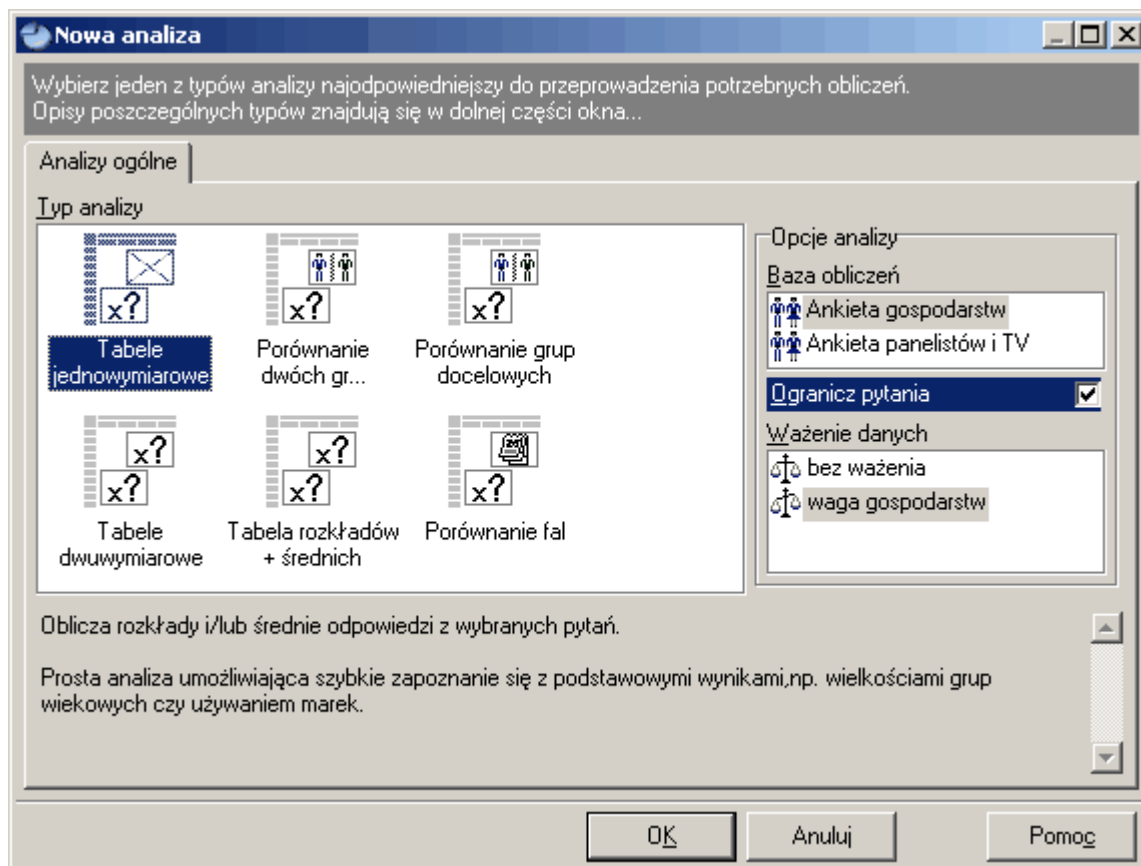 Nowa analiza
Wybierz jeden z typów analizy najodpowiedniejszy do przeprowadzenia potrzebnych obliczeń.
Opisy poszczególnych typów znajdują się w dolnej części okna...
Analizy ogólne
Typ analizy
x?
x?
x?
Tabele
jednowymiarowe
Porównanie
dwóch gr...
Porównanie grup
docelowych
x?
x?
x?
x?
x?
Tabele
dwuwymiarowe
Tabela rozkładów
+ średnich
Porównanie fal
Opcje analizy
Baza obliczeń
Ankieta gospodarstw
Ankieta panelistów i TV
Ogranicz pytania
Ważenie danych
bez ważenia
waga gospodarstw
Oblicza rozkłady i/lub średnie odpowiedzi z wybranych pytań.
Prosta analiza umożliwiająca szybkie zapoznanie się z podstawowymi wynikami,np. wielkościami grup
wiekowych czy używaniem marek.
OK
Anuluj
Pomoc